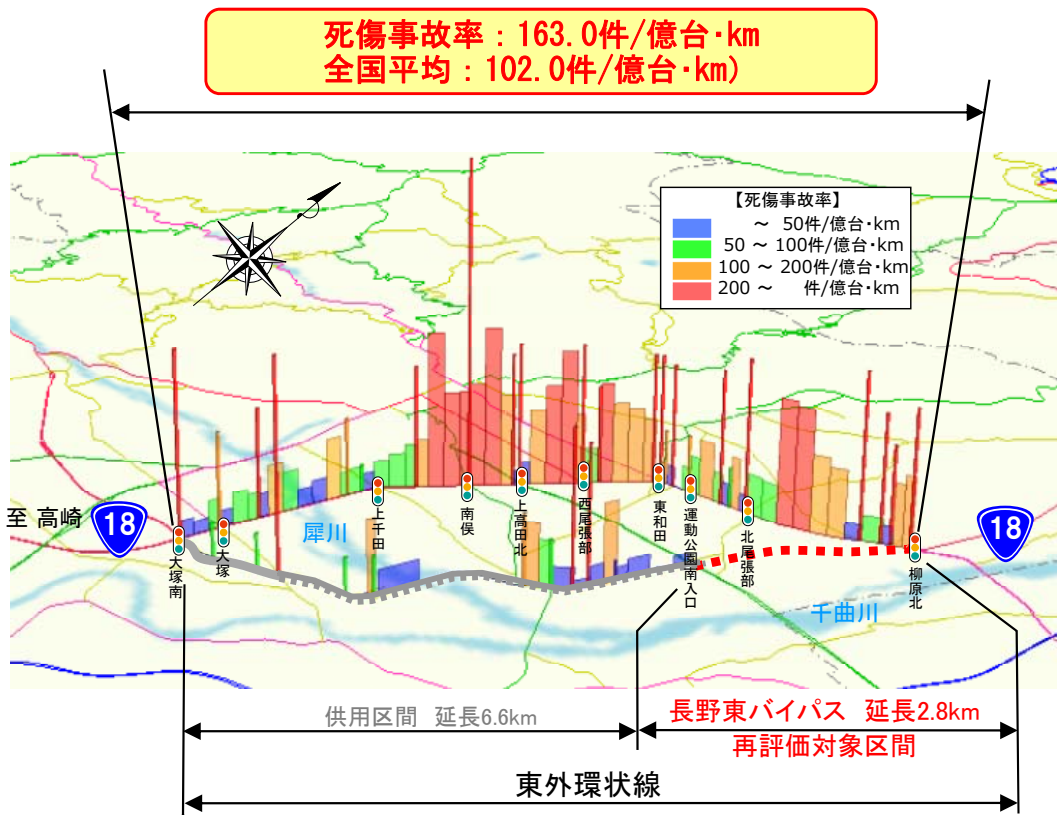 死傷事故率：163.0件/億台・km
全国平均：102.0件/億台・km)
【死傷事故率】
～ 50件/億台・km
50 ～ 100件/億台・km
100 ～ 200件/億台・km
200 ～ 件/億台・km
至 高崎
18
18
大塚南
大塚
犀川
上千田
南俣
上高田北
西尾張部
東和田
運動公園南入口
北尾張部
柳原北
千曲川
供用区間 延長6.6km
長野東バイパス 延長2.8km
再評価対象区間
東外環状線